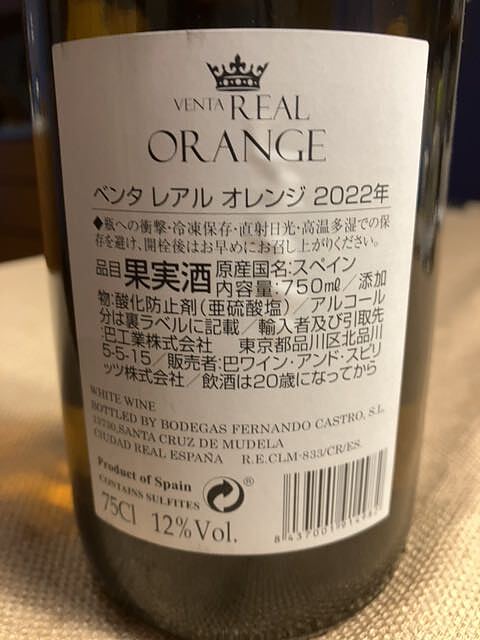 VENTA REAL
ORANGE
ベンタ レアル オレンジ 2022年
◆瓶への衝撃・冷凍保存・直射日光・高温多湿での保
存を避け、開栓後はお早めにお召し上がりください。
品目 果実酒 原産国名:スペイン
内容量:750mℓ/添加
物:酸化防止剤(亜硫酸塩)/アルコール
分は裏ラベルに記載/輸入者及び引取先
:巴工業株式会社 東京都品川区北品川
5-5-15/販売者:巴ワイン・アンド・スピリ
ッツ株式会社/飲酒は20歳になってから
WHITE WINE
BOTTLED BY BODEGAS FERNANDO CASTRO, S.L.
13730,SANTA CRUZ DE MUDELA
CIUDAD REAL ESPAÑA R.E.CLM-833/CR/ES.
Product of Spain
CONTAINS SULFITES
®
75Cl 12% Vol.